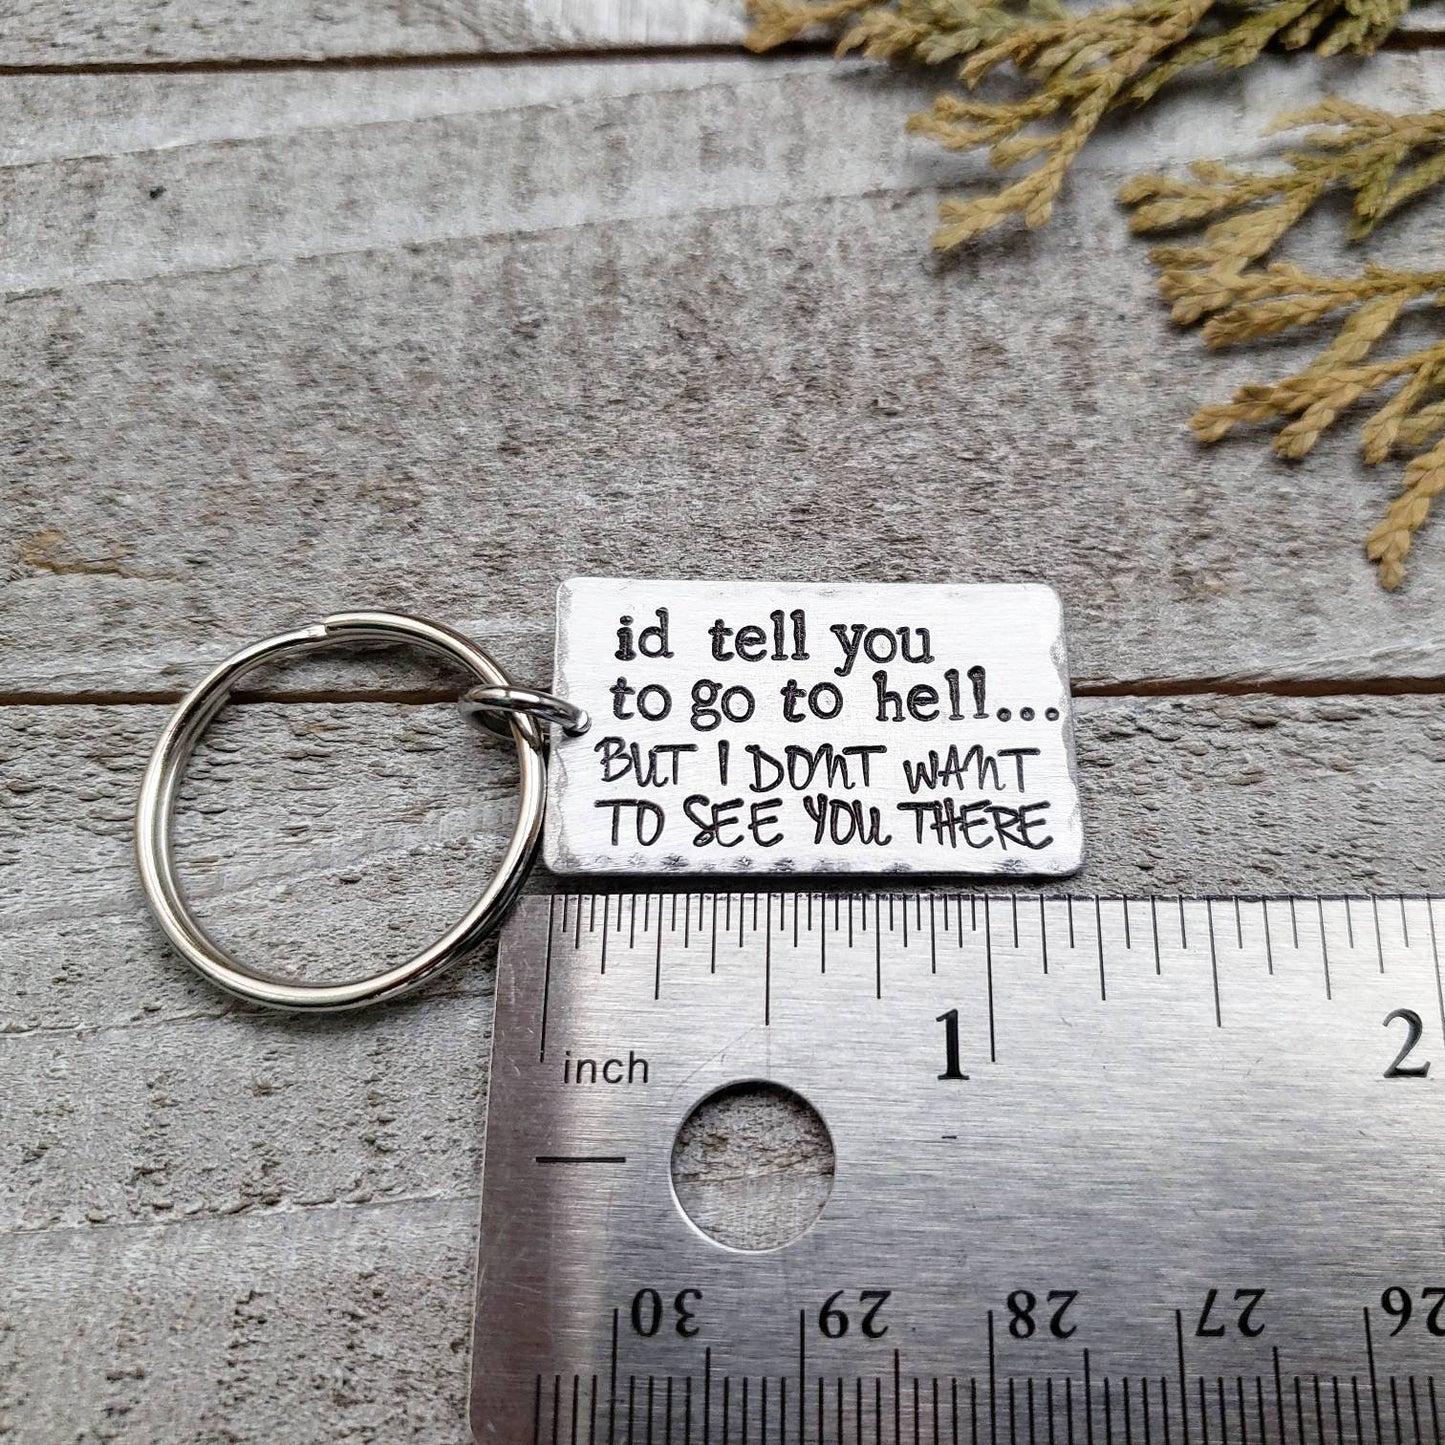 id tell you
to go to hell...
BUT I DONT WANT
TO SEE YOU THERE
inch
1
2
30 29 28 27 26